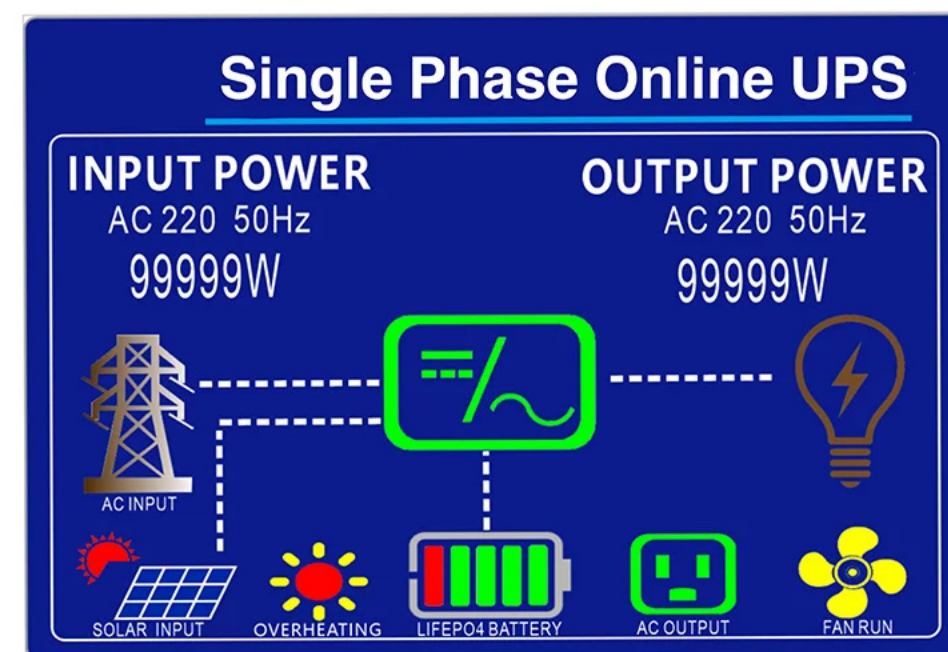 Single Phase Online UPS
INPUT POWER
AC 220 50Hz
99999W
OUTPUT POWER
AC 220 50Hz
99999W
AC INPUT
SOLAR INPUT
OVERHEATING
LIFEPO4 BATTERY
AC OUTPUT
FAN RUN